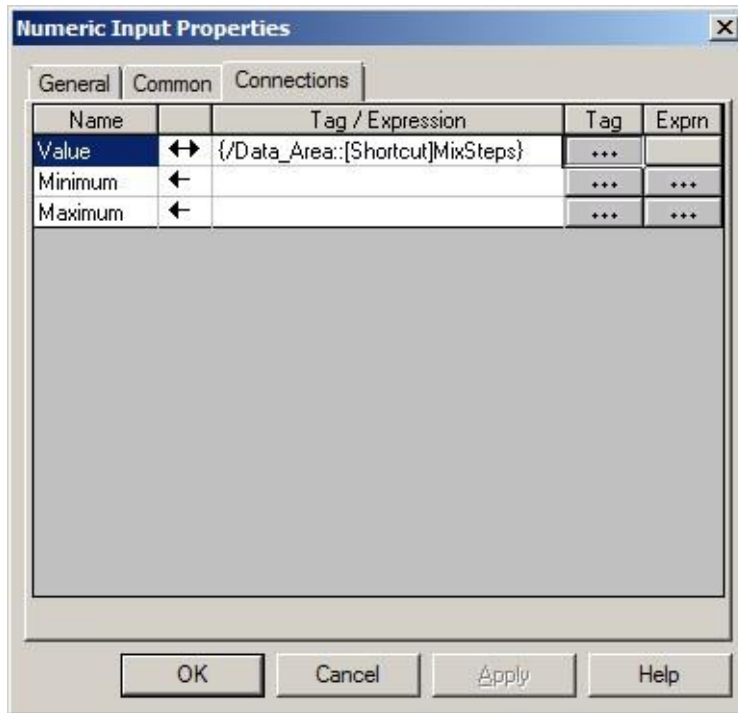 Numeric Input Properties
General Common Connections
Name Tag / Expression Tag Exprn
Value {/Data_Area::[Shortcut]MixSteps} ...
Minimum ... ...
Maximum ... ...
OK Cancel Apply Help